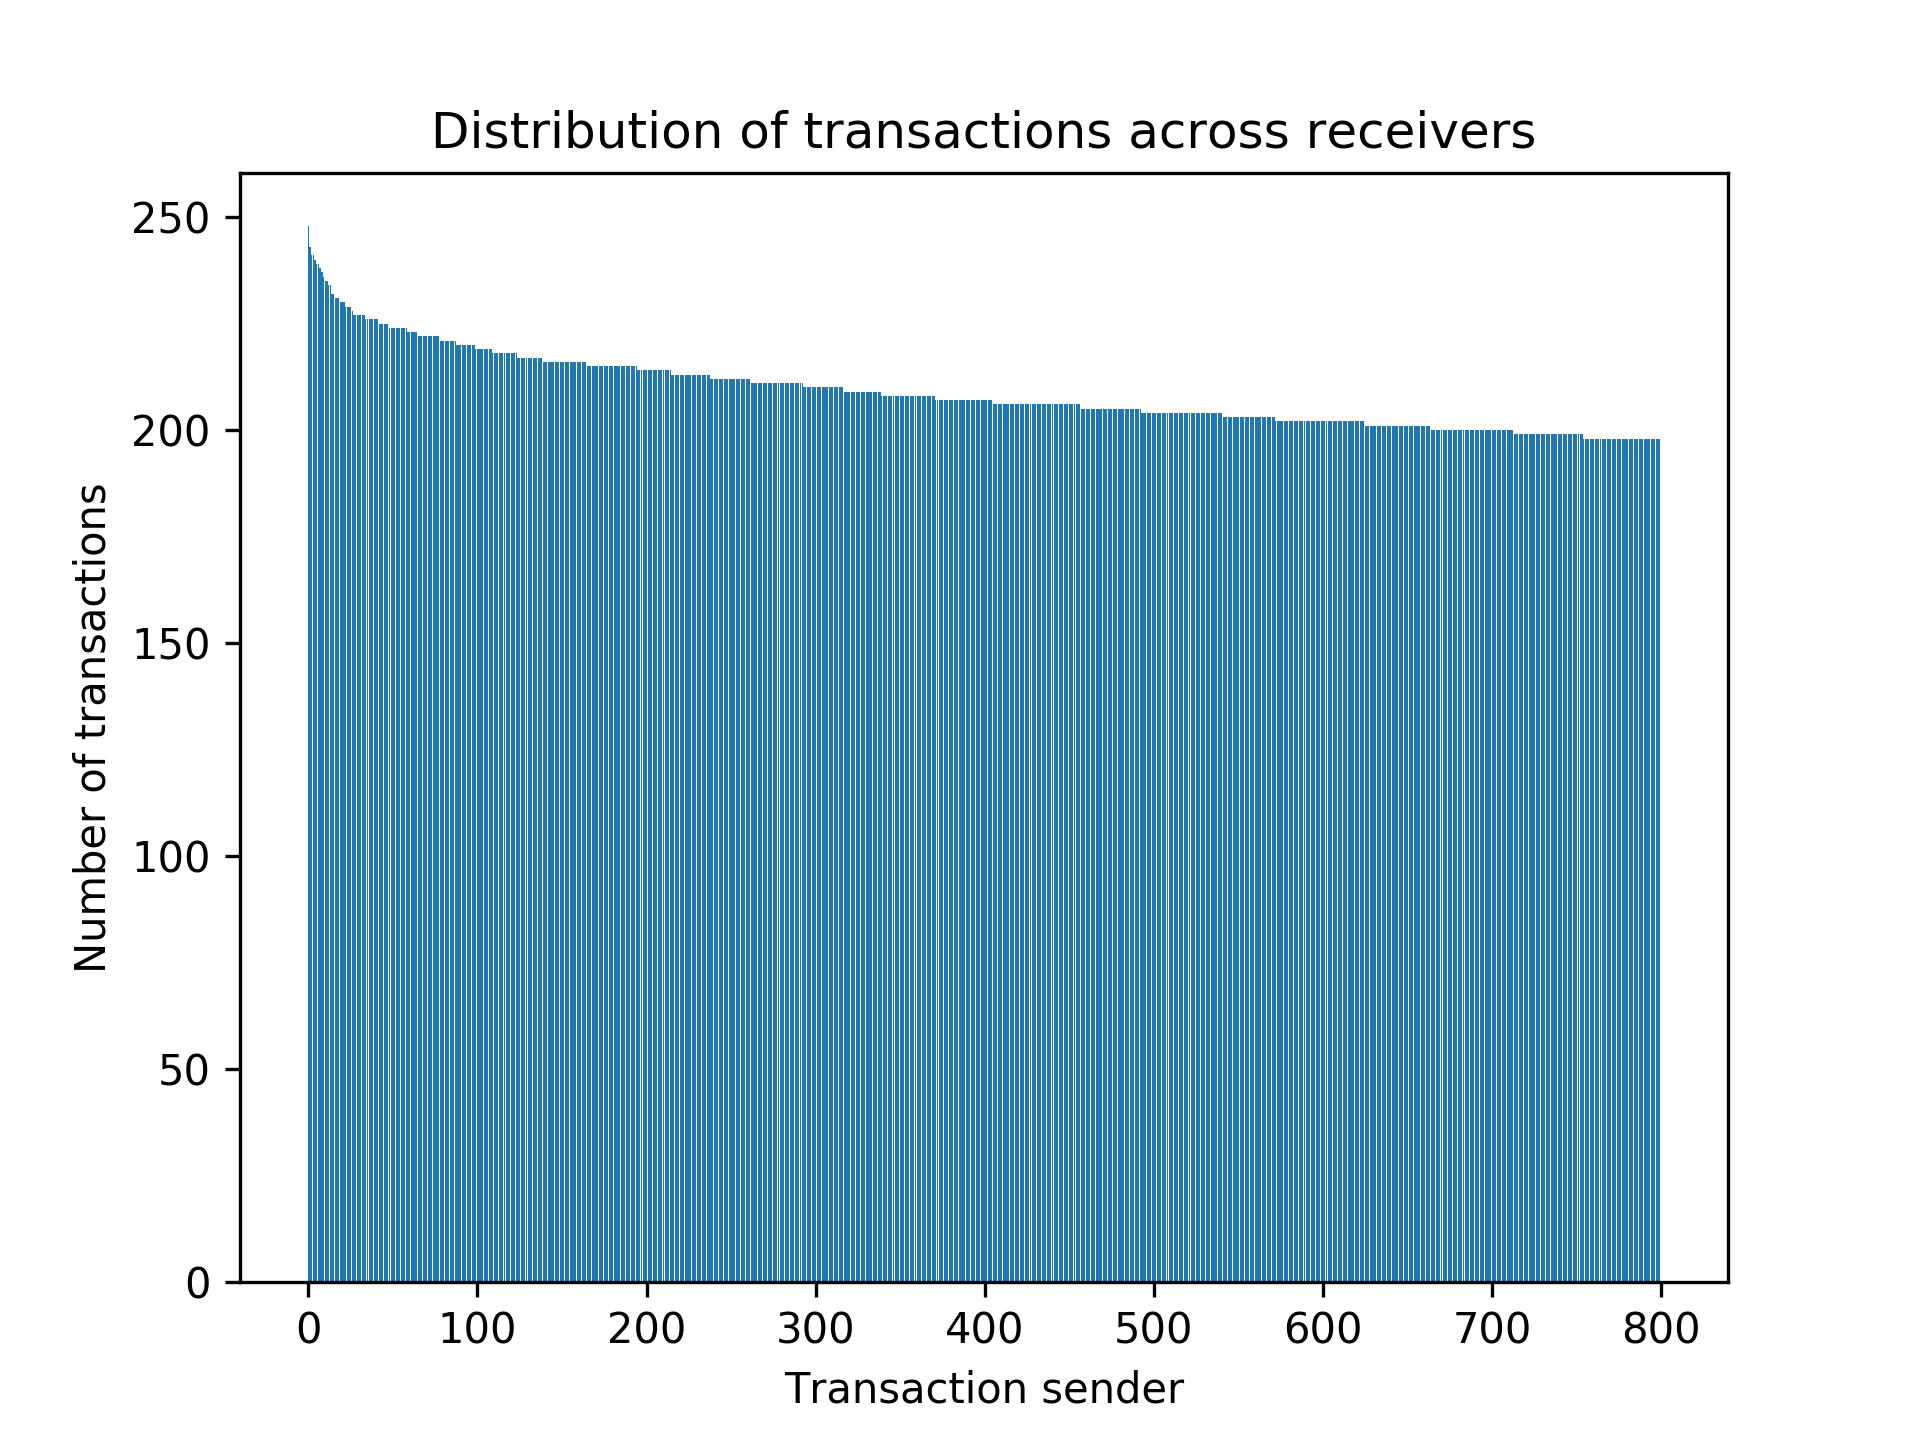 Distribution of transactions across receivers
250
200
150
100
50
0
Number of transactions
0 100 200 300 400 500 600 700 800
Transaction sender